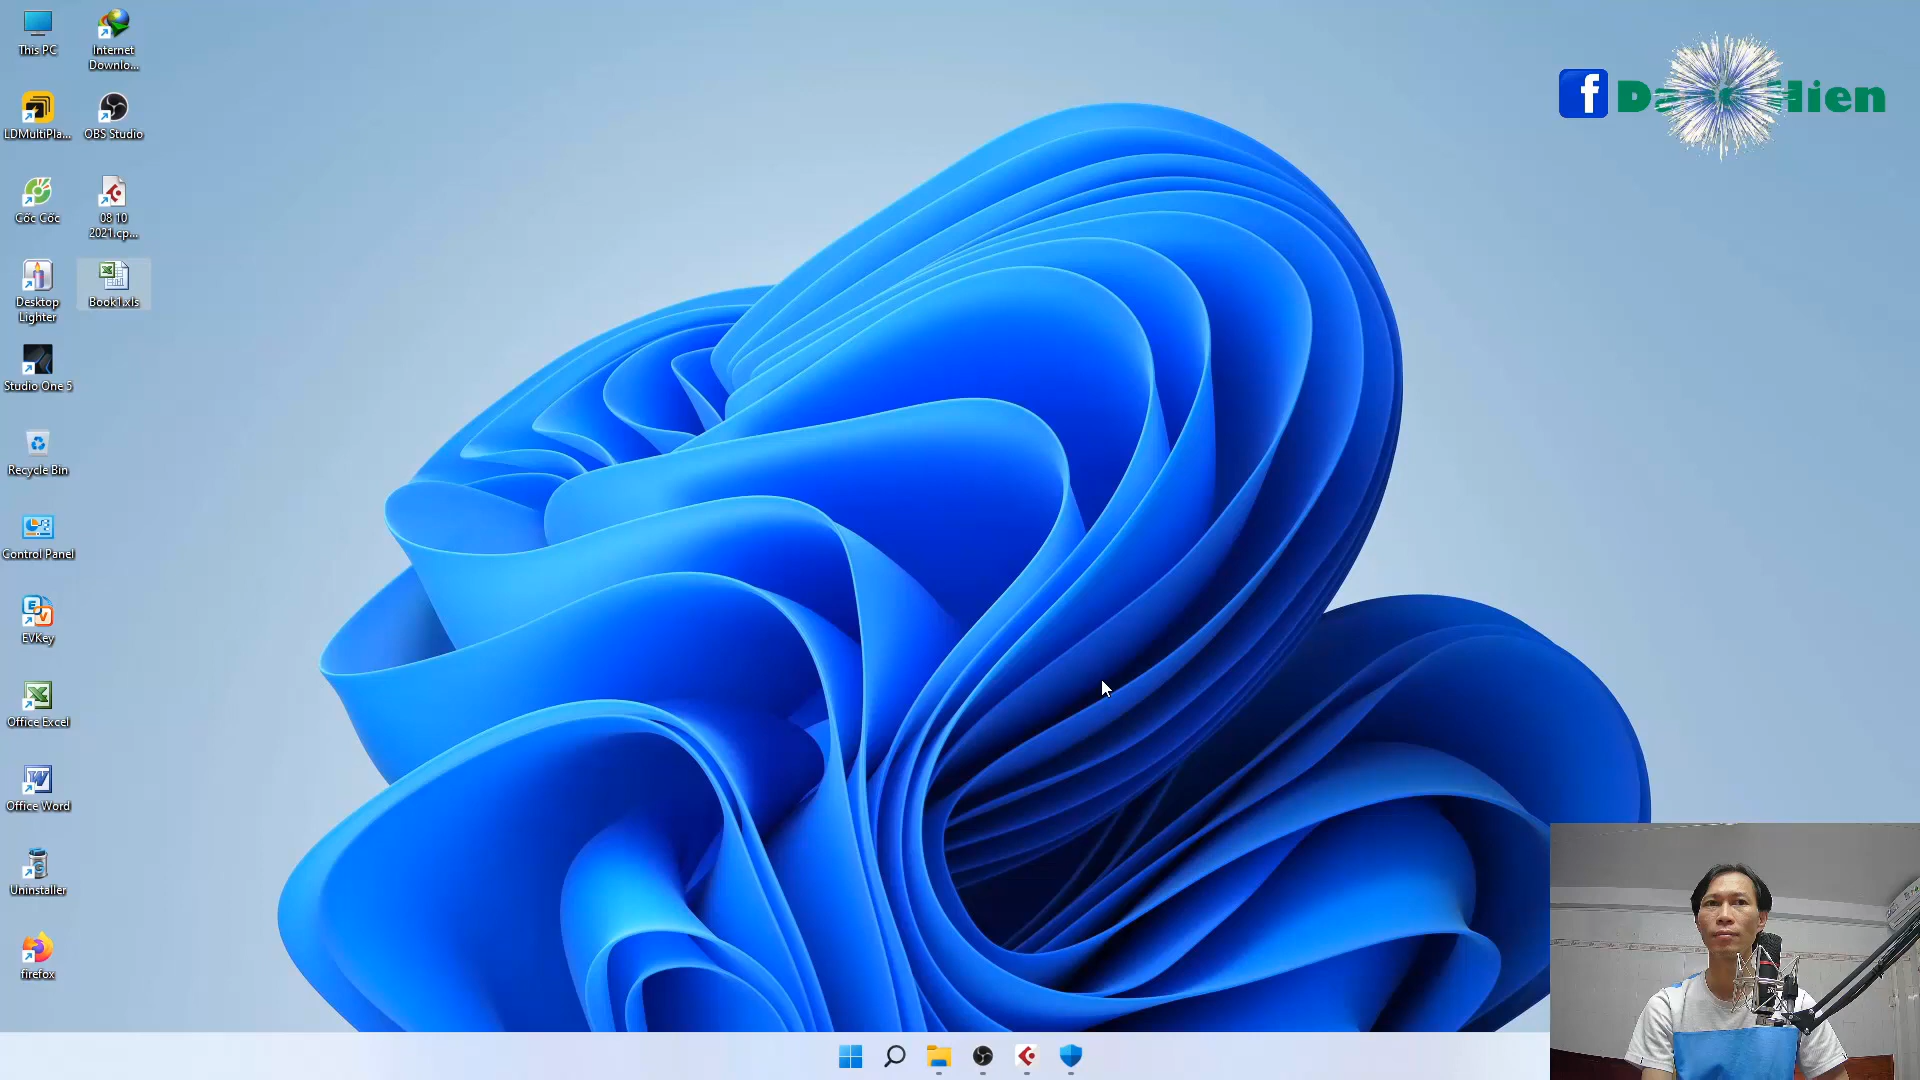 This PC
Internet
Downlo...
LDMultiPla...
OBS Studio
Cốc Cốc
08 10
2021.cp...
Desktop
Lighter
Book1.xls
Studio One 5
Recycle Bin
Control Panel
EVKey
Office Excel
Office Word
Uninstaller
firefox